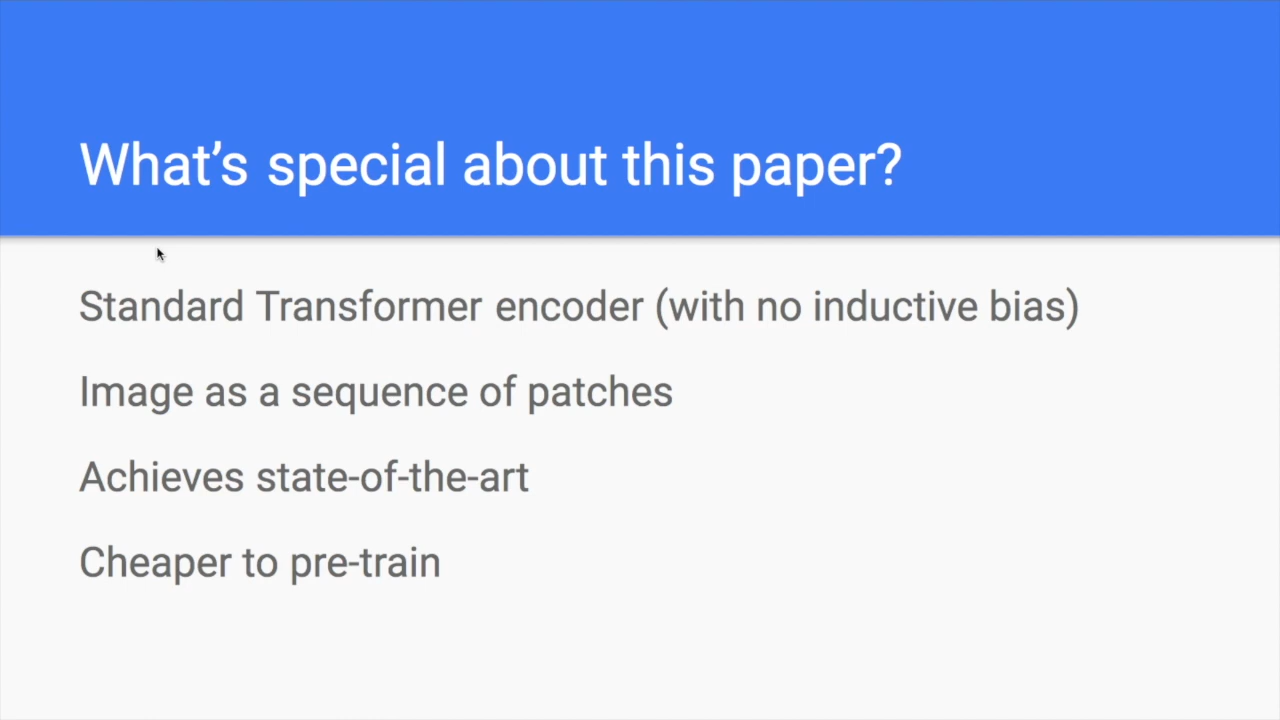 What’s special about this paper?
Standard Transformer encoder (with no inductive bias)
Image as a sequence of patches
Achieves state-of-the-art
Cheaper to pre-train